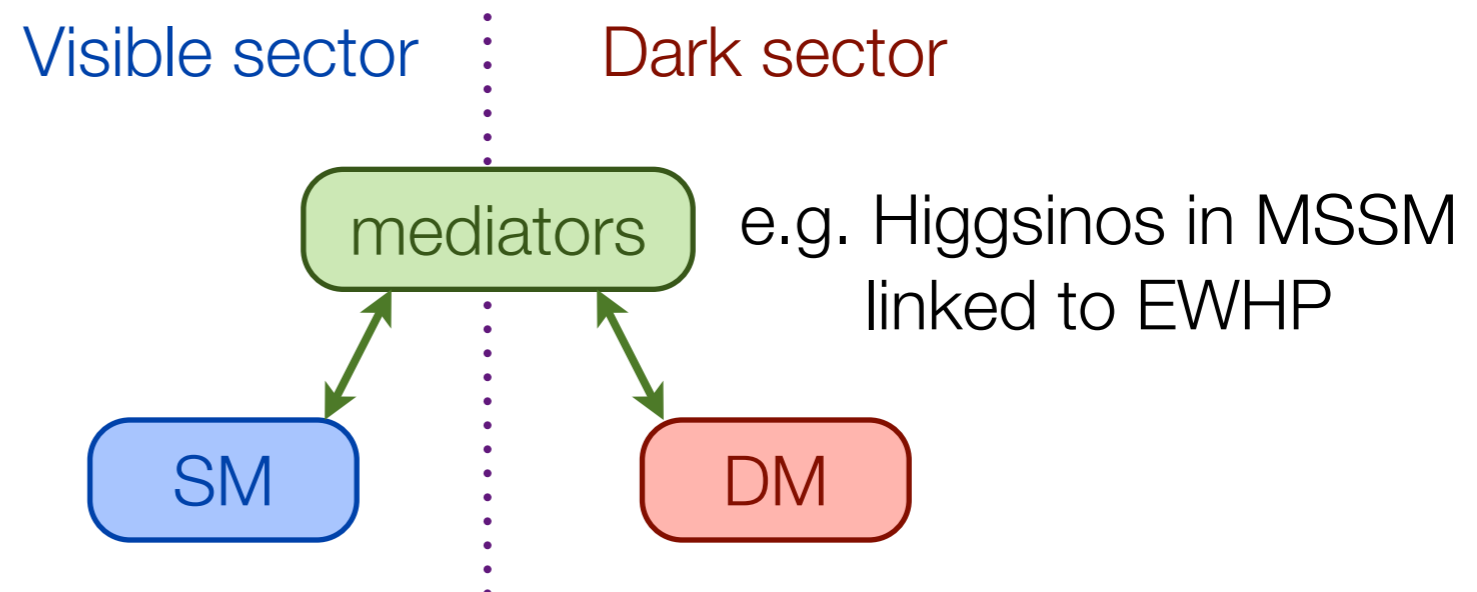 Visible sector
Dark sector
mediators
e.g. Higgsinos in MSSM
linked to EWHP
SM
DM